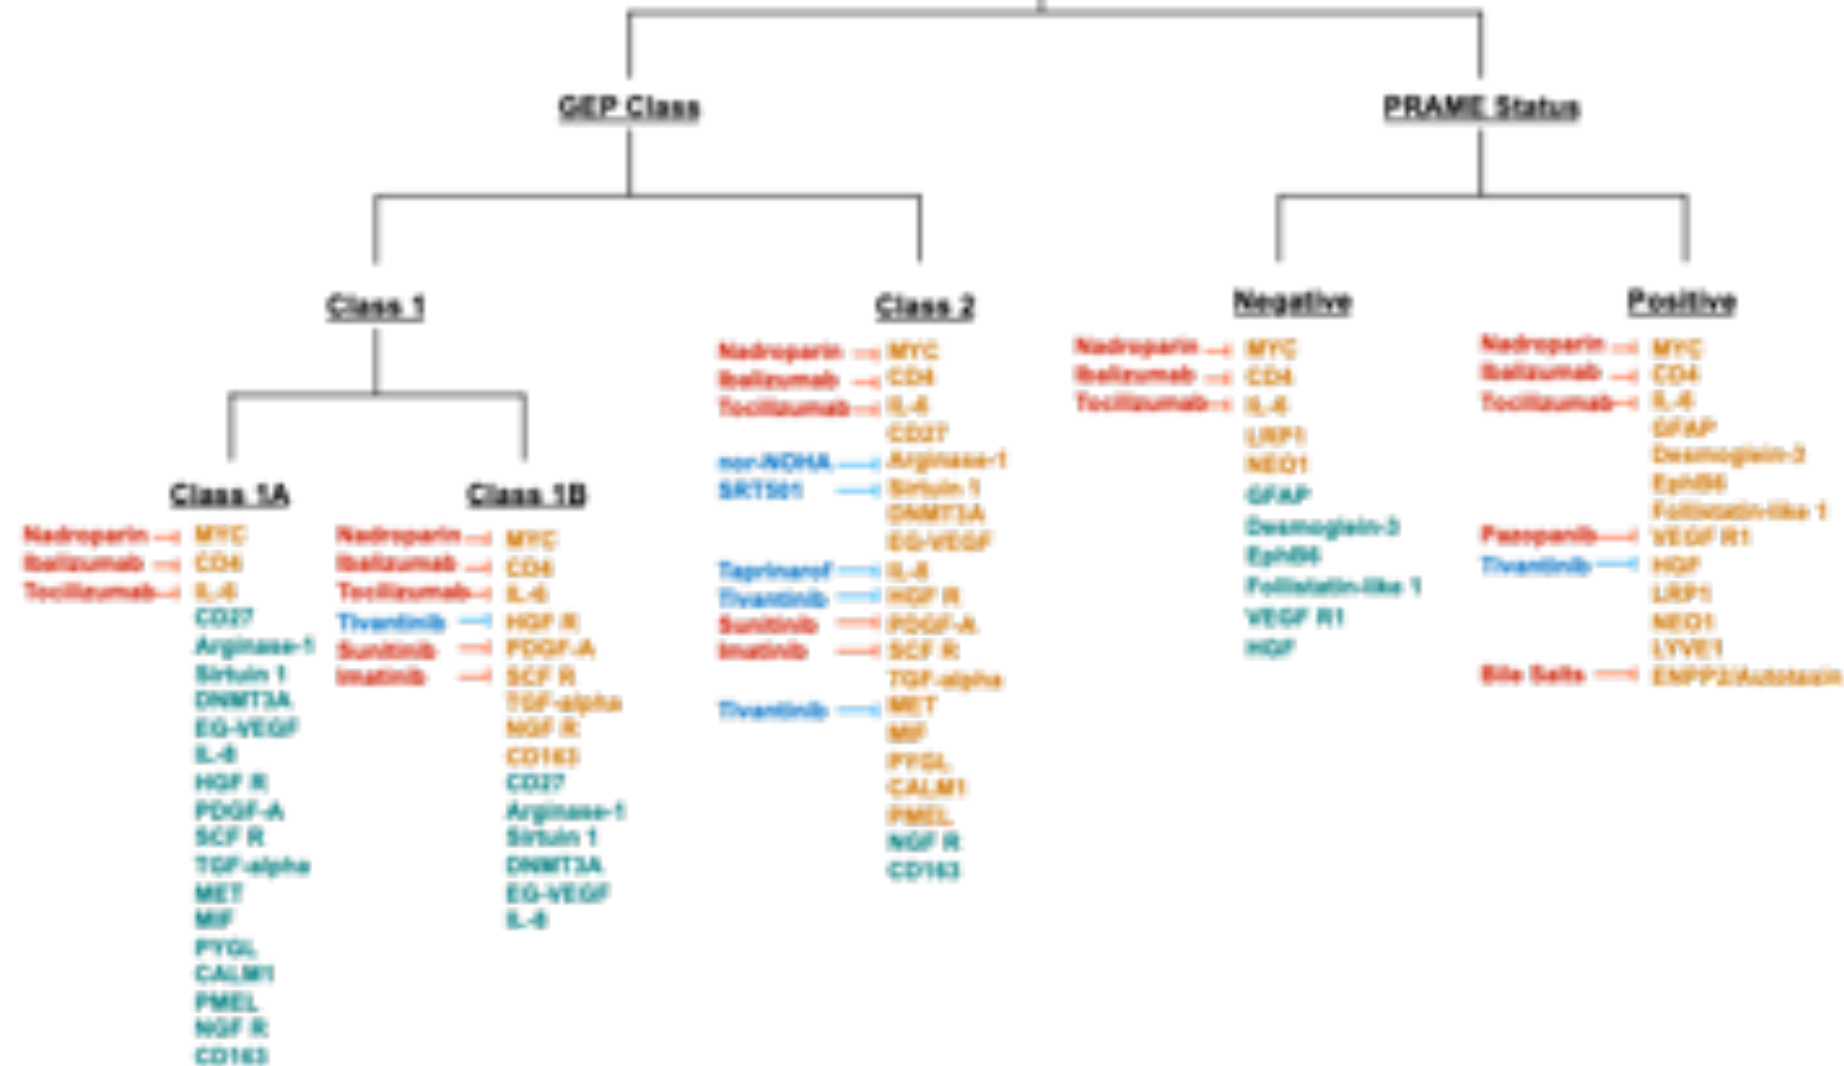 GEP Class
PRAME Status
Class 1
Class 2
Negative
Positive
Class 1A
Nadroparin MYC
Ibalizumab CD4
Tocilizumab IL-6
CD27
Arginase-1
Sirtuin 1
DNMT3A
EG-VEGF
IL-8
HGF R
PDGF-A
SCF R
TGF-alpha
MET
MIF
PYGL
CALM1
PMEL
NGF R
CD163
Class 1B
Nadroparin MYC
Ibalizumab CD4
Tocilizumab IL-6
Tivantinib HGF R
Sunitinib PDGF-A
Imatinib SCF R
TGF-alpha
NGF R
CD163
CD27
Arginase-1
Sirtuin 1
DNMT3A
EG-VEGF
IL-8
Nadroparin MYC
Ibalizumab CD4
Tocilizumab IL-6
CD27
nor-NOHA Arginase-1
SRT501 Sirtuin 1
DNMT3A
EG-VEGF
Taprinarof IL-8
Tivantinib HGF R
Sunitinib PDGF-A
Imatinib SCF R
TGF-alpha
Tivantinib MET
MIF
PYGL
CALM1
PMEL
NGF R
CD163
Nadroparin MYC
Ibalizumab CD4
Tocilizumab IL-6
LRP1
NEO1
GFAP
Desmoglein-3
EphB6
Follistatin-like 1
VEGF R1
HGF
Nadroparin MYC
Ibalizumab CD4
Tocilizumab IL-6
GFAP
Desmoglein-3
EphB6
Follistatin-like 1
Pazopanib VEGF R1
Tivantinib HGF
LRP1
NEO1
LYVE1
Bile Salts ENPP2/Autotaxin